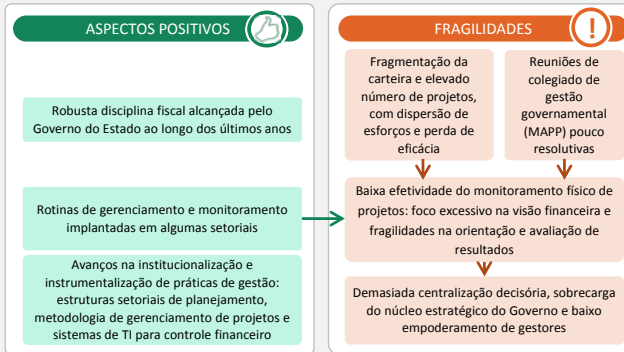 ASPECTOS POSITIVOS
Robusta disciplina fiscal alcançada pelo
Governo do Estado ao longo dos últimos anos
Rotinas de gerenciamento e monitoramento
implantadas em algumas setoriais
Avanços na institucionalização e
instrumentalização de práticas de gestão:
estruturas setoriais de planejamento,
metodologia de gerenciamento de projetos e
sistemas de TI para controle financeiro
FRAGILIDADES
!
Fragmentação da
carteira e elevado
número de projetos,
com dispersão de
esforços e perda de
eficácia
Reuniões de
colegiado de
gestão
governamental
(MAPP) pouco
resolutivas
Baixa efetividade do monitoramento físico de
projetos: foco excessivo na visão financeira e
fragilidades na orientação e avaliação de
resultados
Demasiada centralização decisória, sobrecarga
do núcleo estratégico do Governo e baixo
empoderamento de gestores